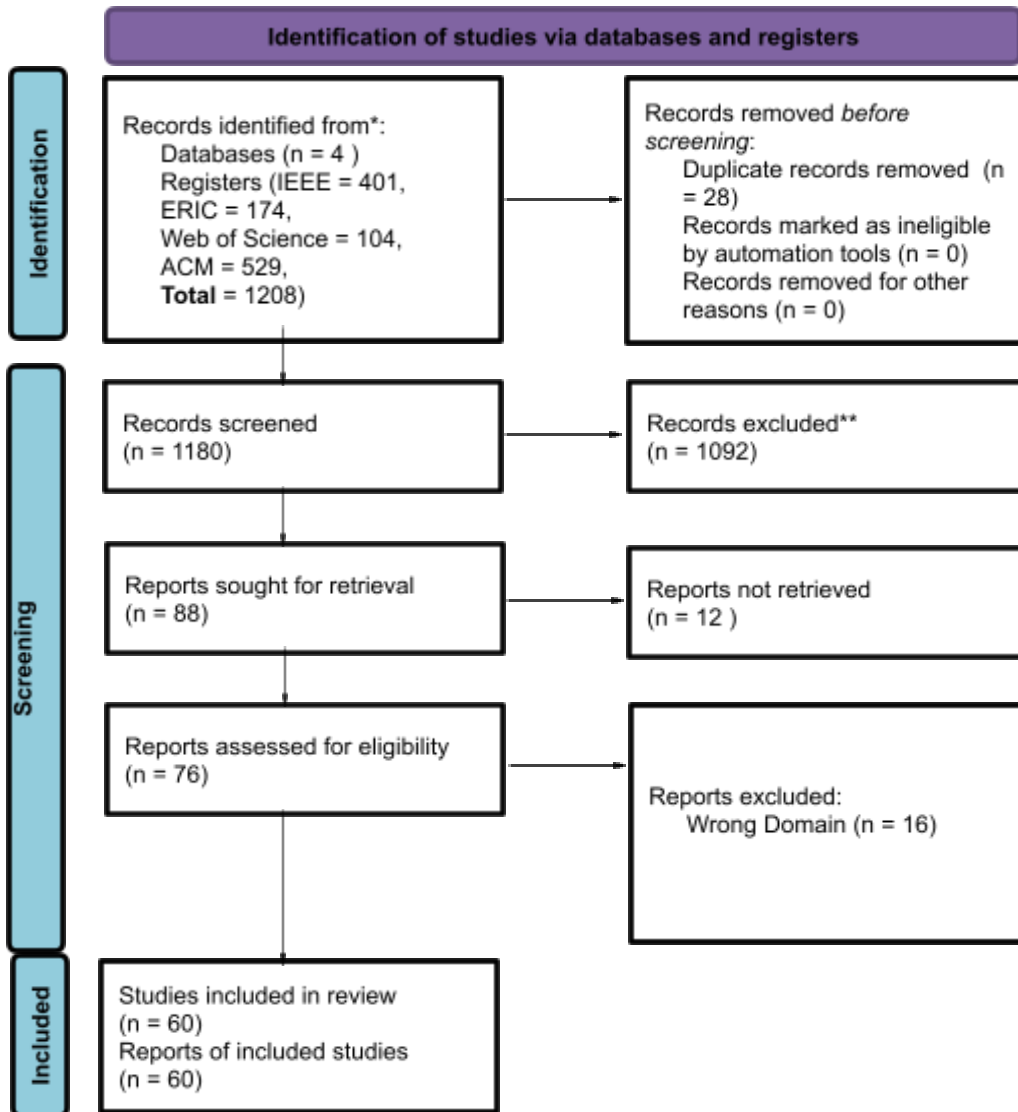 Identification of studies via databases and registers
Identification
Records identified from*:
Databases (n = 4 )
Registers (IEEE = 401,
ERIC = 174,
Web of Science = 104,
ACM = 529,
Total = 1208)
Records removed before
screening:
Duplicate records removed (n
= 28)
Records marked as ineligible
by automation tools (n = 0)
Records removed for other
reasons (n = 0)
Screening
Records screened
(n = 1180)
Records excluded**
(n = 1092)
Reports sought for retrieval
(n = 88)
Reports not retrieved
(n = 12 )
Reports assessed for eligibility
(n = 76)
Reports excluded:
Wrong Domain (n = 16)
Included
Studies included in review
(n = 60)
Reports of included studies
(n = 60)